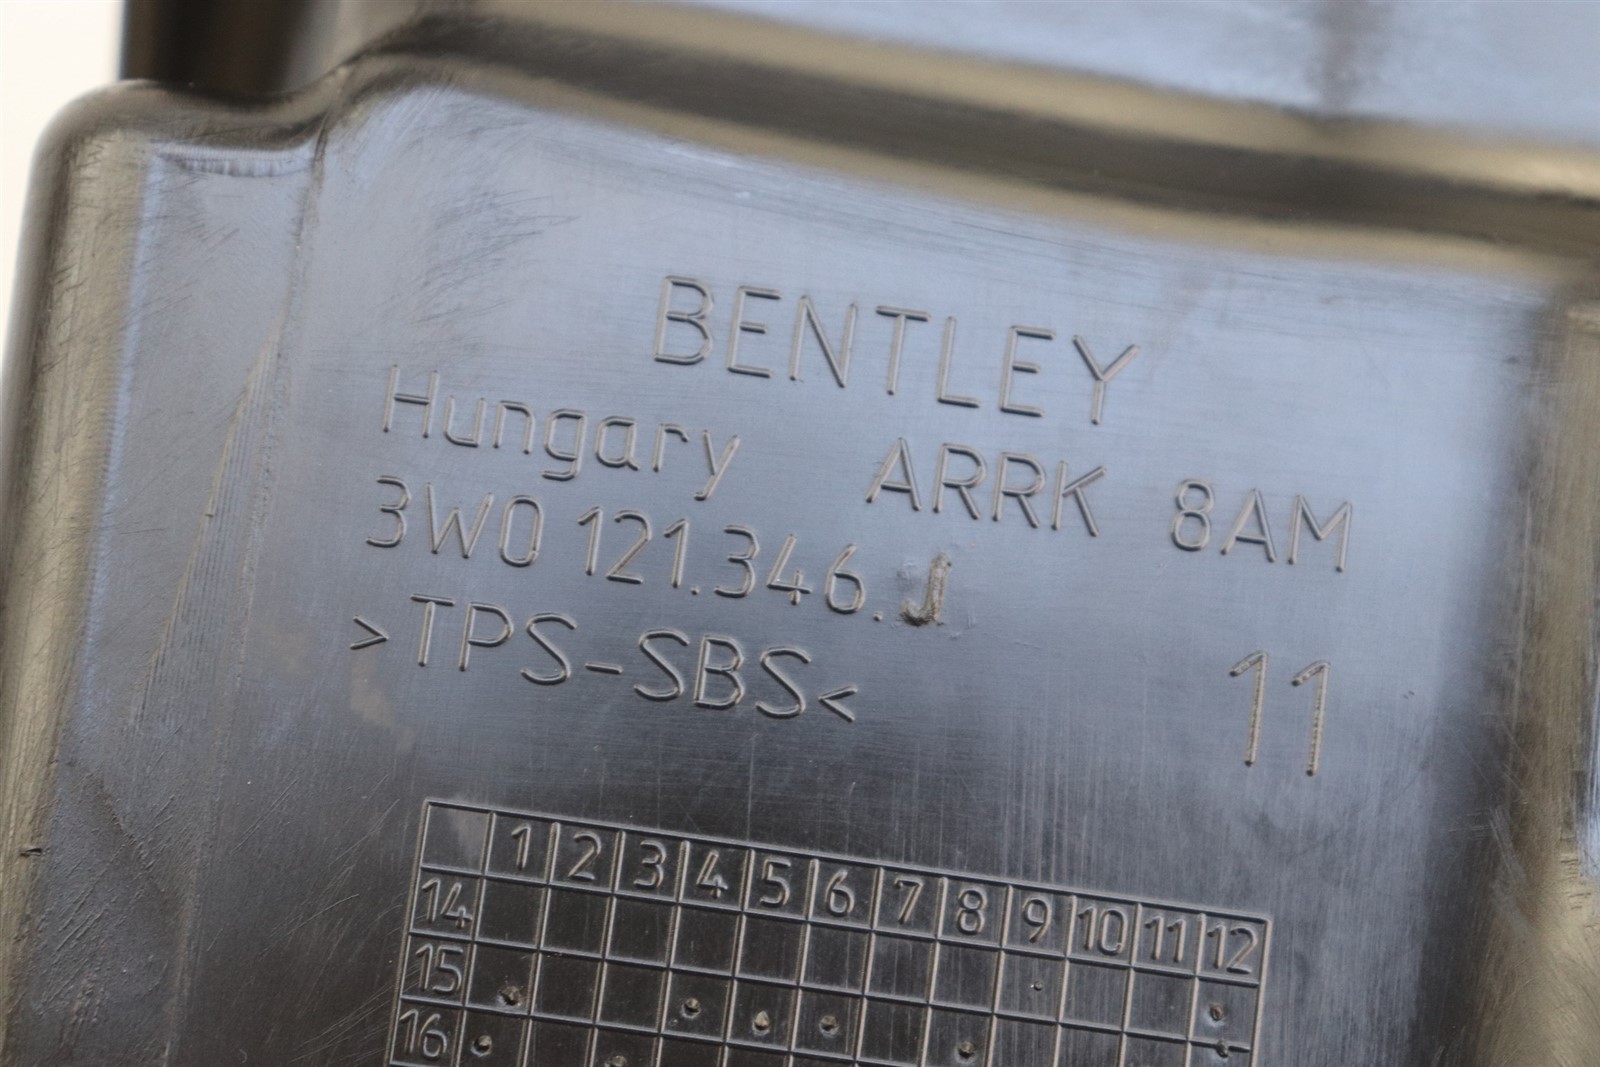 BENTLEY
Hungary ARRK 8AM
3W0 121.346.J
>TPS-SBS<
11
1 2 3 4 5 6 7 8 9 10 11 12
14
15
16